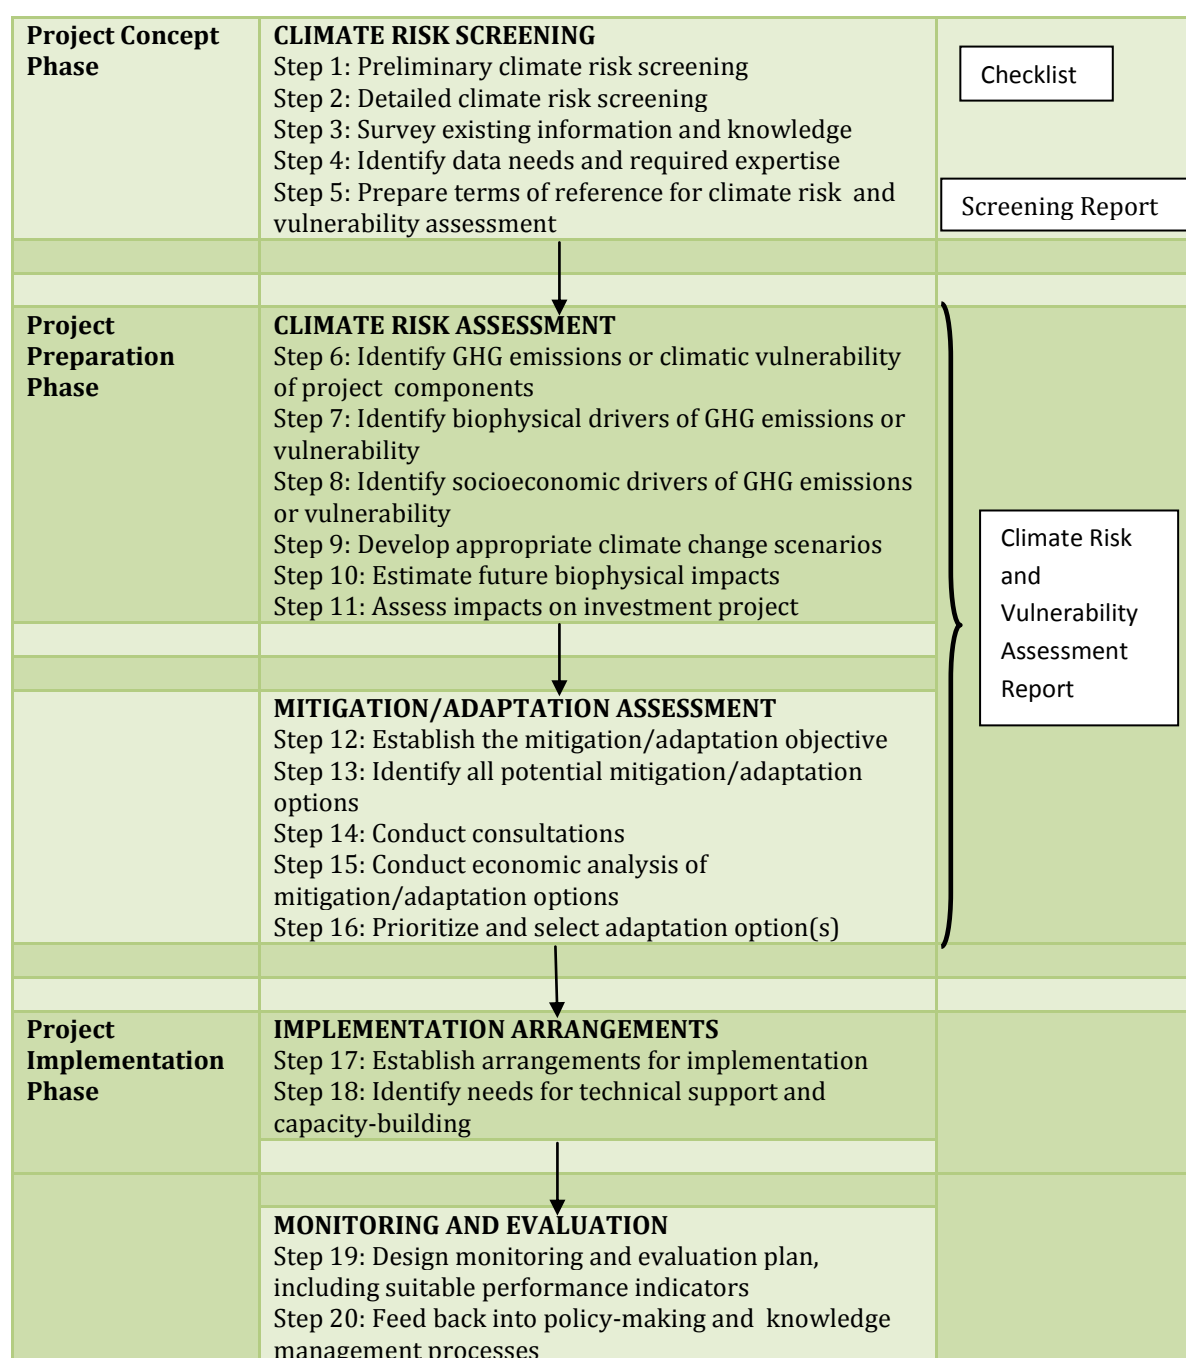 Project Concept
Phase
CLIMATE RISK SCREENING
Step 1: Preliminary climate risk screening
Step 2: Detailed climate risk screening
Step 3: Survey existing information and knowledge
Step 4: Identify data needs and required expertise
Step 5: Prepare terms of reference for climate risk and
vulnerability assessment
Checklist
Screening Report
Project
Preparation
Phase
CLIMATE RISK ASSESSMENT
Step 6: Identify GHG emissions or climatic vulnerability
of project components
Step 7: Identify biophysical drivers of GHG emissions or
vulnerability
Step 8: Identify socioeconomic drivers of GHG emissions
or vulnerability
Step 9: Develop appropriate climate change scenarios
Step 10: Estimate future biophysical impacts
Step 11: Assess impacts on investment project
MITIGATION/ADAPTATION ASSESSMENT
Step 12: Establish the mitigation/adaptation objective
Step 13: Identify all potential mitigation/adaptation
options
Step 14: Conduct consultations
Step 15: Conduct economic analysis of
mitigation/adaptation options
Step 16: Prioritize and select adaptation option(s)
Climate Risk
and
Vulnerability
Assessment
Report
Project
Implementation
Phase
IMPLEMENTATION ARRANGEMENTS
Step 17: Establish arrangements for implementation
Step 18: Identify needs for technical support and
capacity-building
MONITORING AND EVALUATION
Step 19: Design monitoring and evaluation plan,
including suitable performance indicators
Step 20: Feed back into policy-making and knowledge
management processes